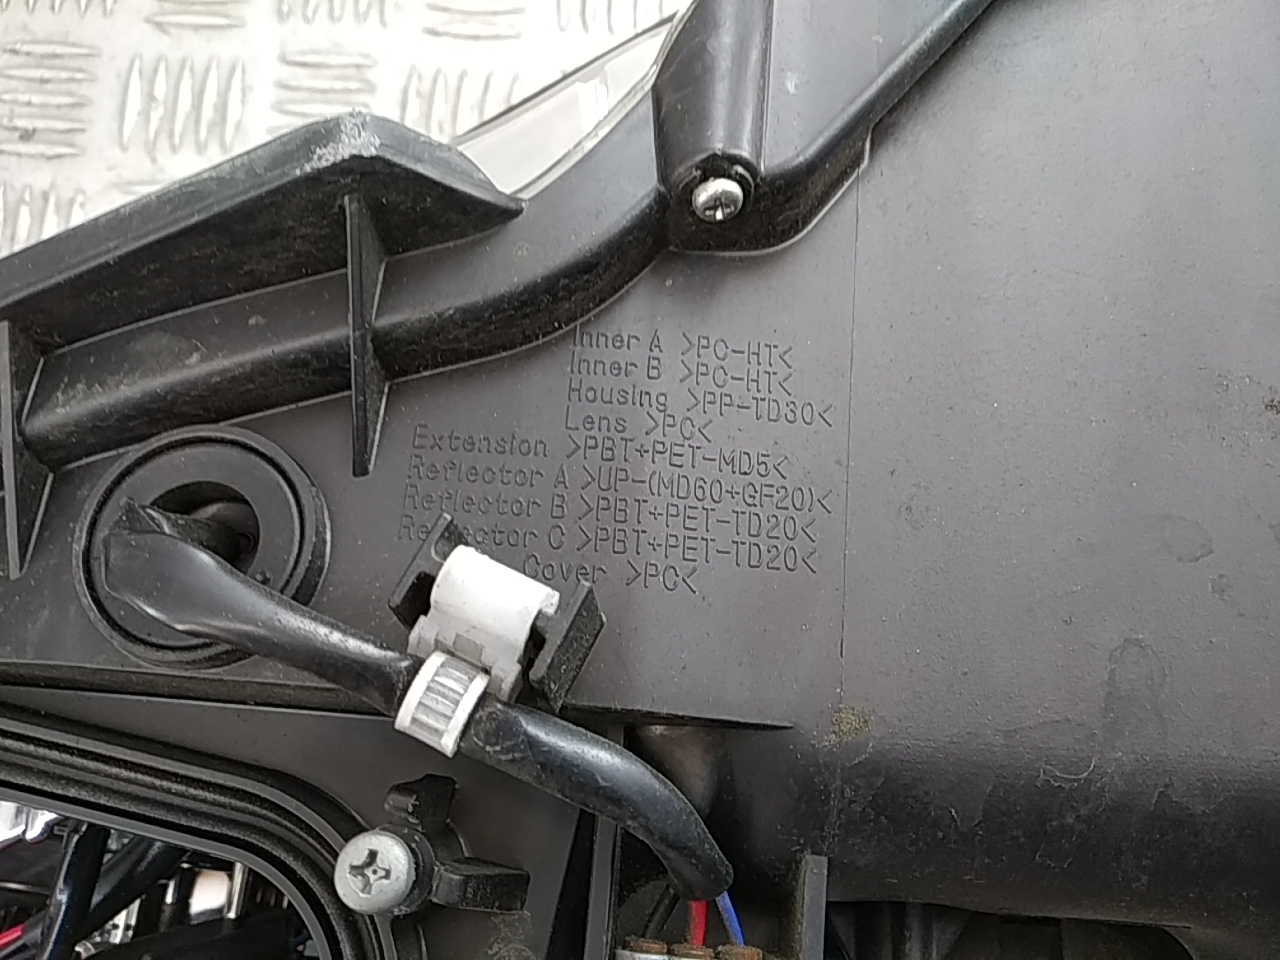 Inner A >PC-HT<
Inner B >PC-HT<
Housing >PP-TD30<
Lens >PC<
Extension >PBT+PET-MD5<
Reflector A >UP-(MD60+GF20)<
Reflector B >PBT+PET-TD20<
Reflector C >PBT+PET-TD20<
Cover >PC<